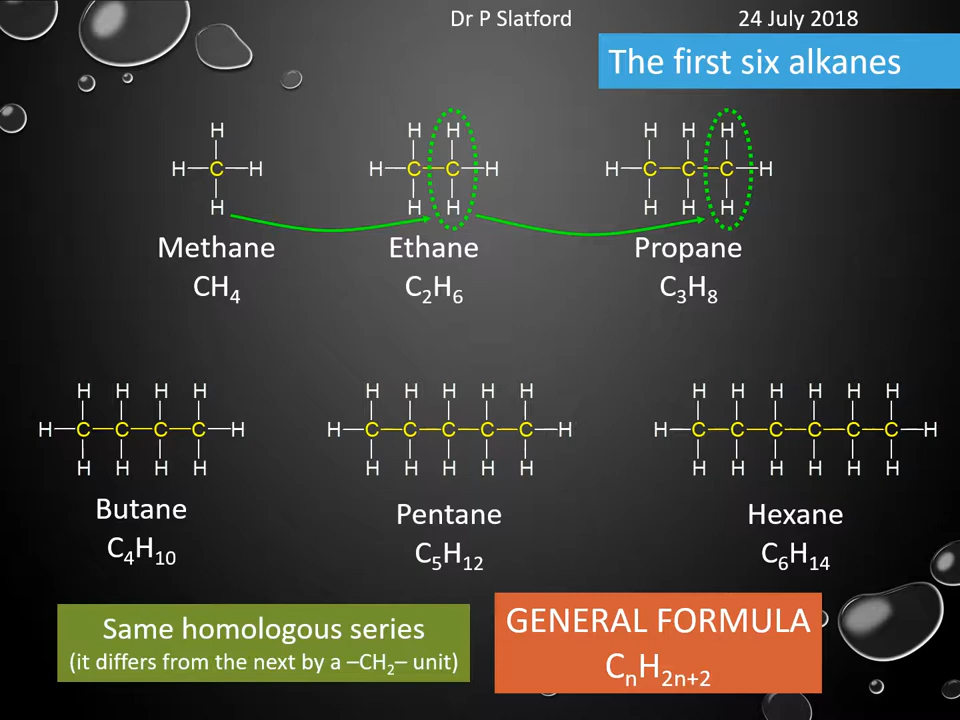 Dr P Slatford 24 July 2018
The first six alkanes
H H H H H H
H C H H C C H H C C C H
H H H H H H
Methane Ethane Propane
CH4 C2H6 C3H8
H H H H H H H H H H H H H H H
H C C C C H H C C C C C H H C C C C C C H
H H H H H H H H H H H H H H H
Butane Pentane Hexane
C4H10 C5H12 C6H14
Same homologous series
(it differs from the next by a –CH2– unit)
GENERAL FORMULA
CnH2n+2